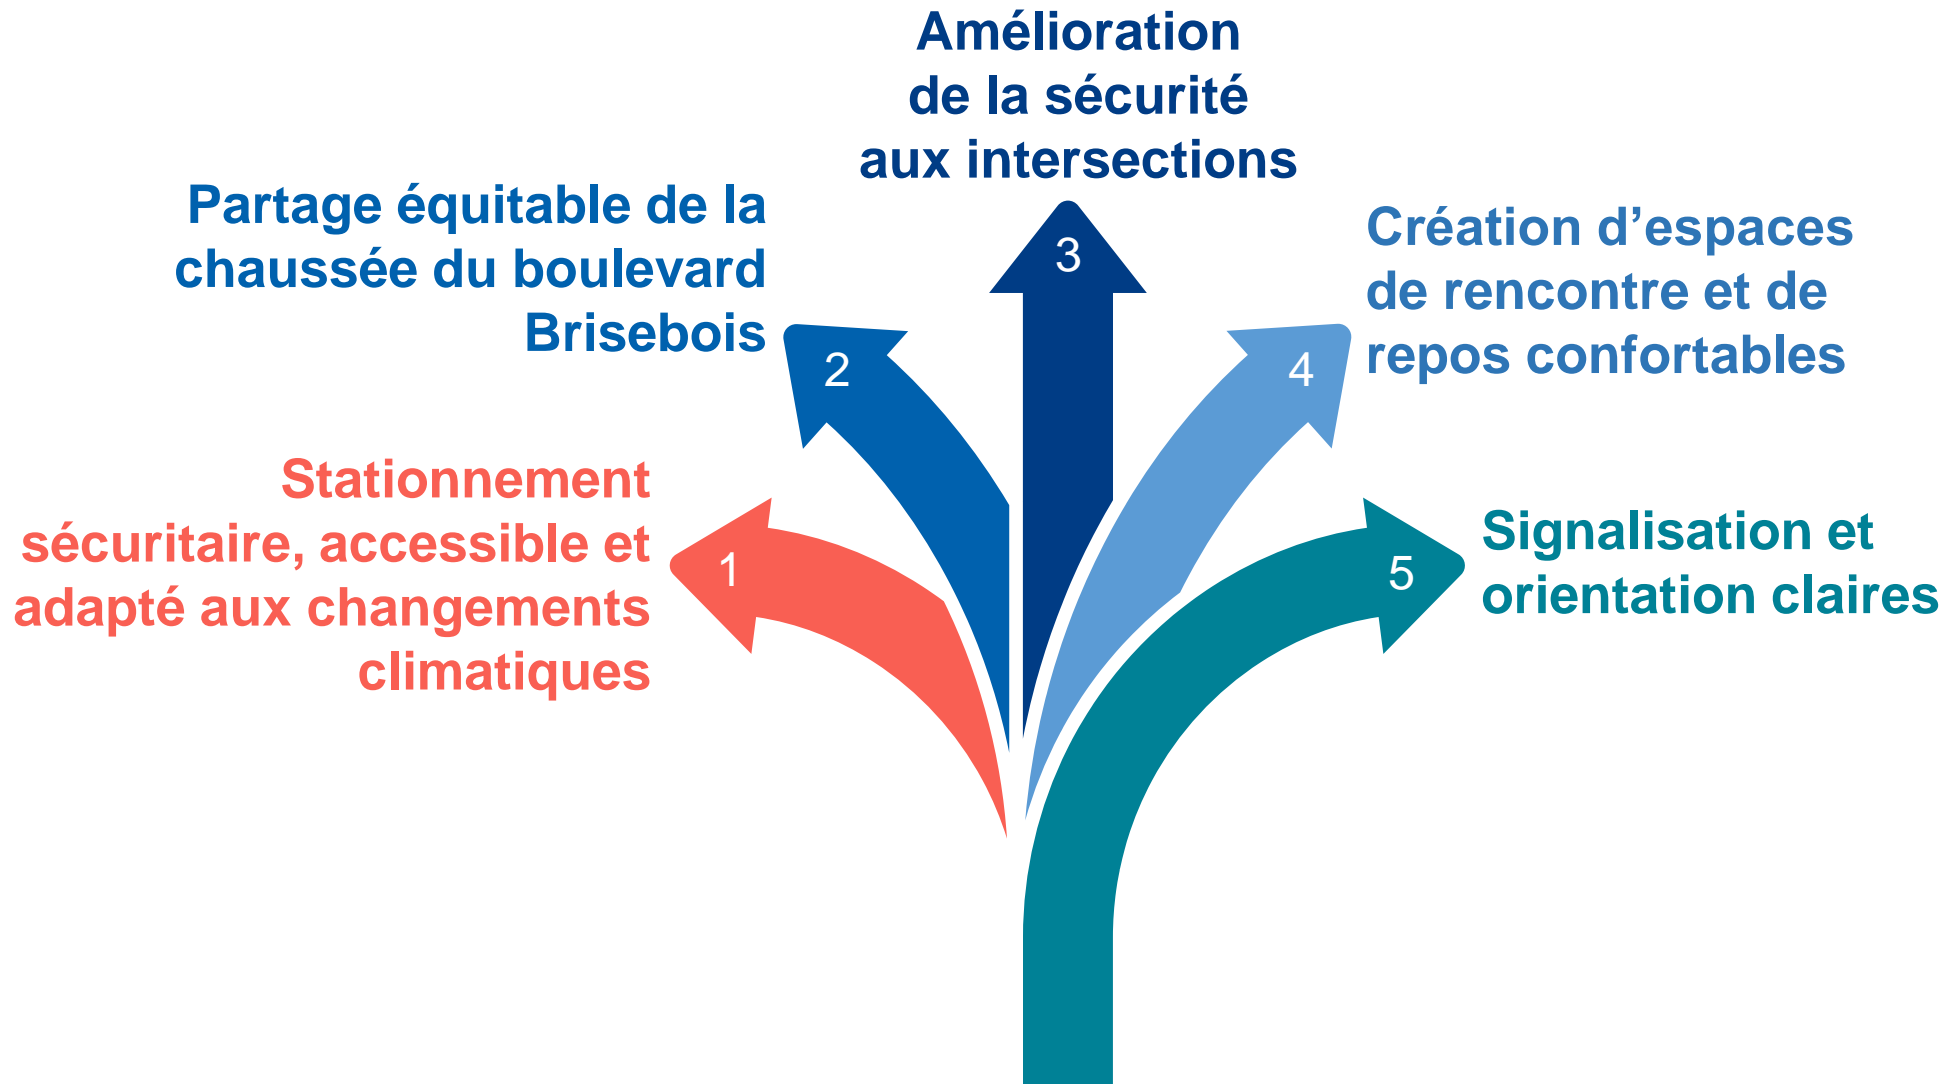 Amélioration
de la sécurité
aux intersections
3
Partage équitable de la
chaussée du boulevard
Brisebois
2
Création d’espaces
de rencontre et de
repos confortables
4
Stationnement
sécuritaire, accessible et
adapté aux changements
climatiques
1
Signalisation et
orientation claires
5